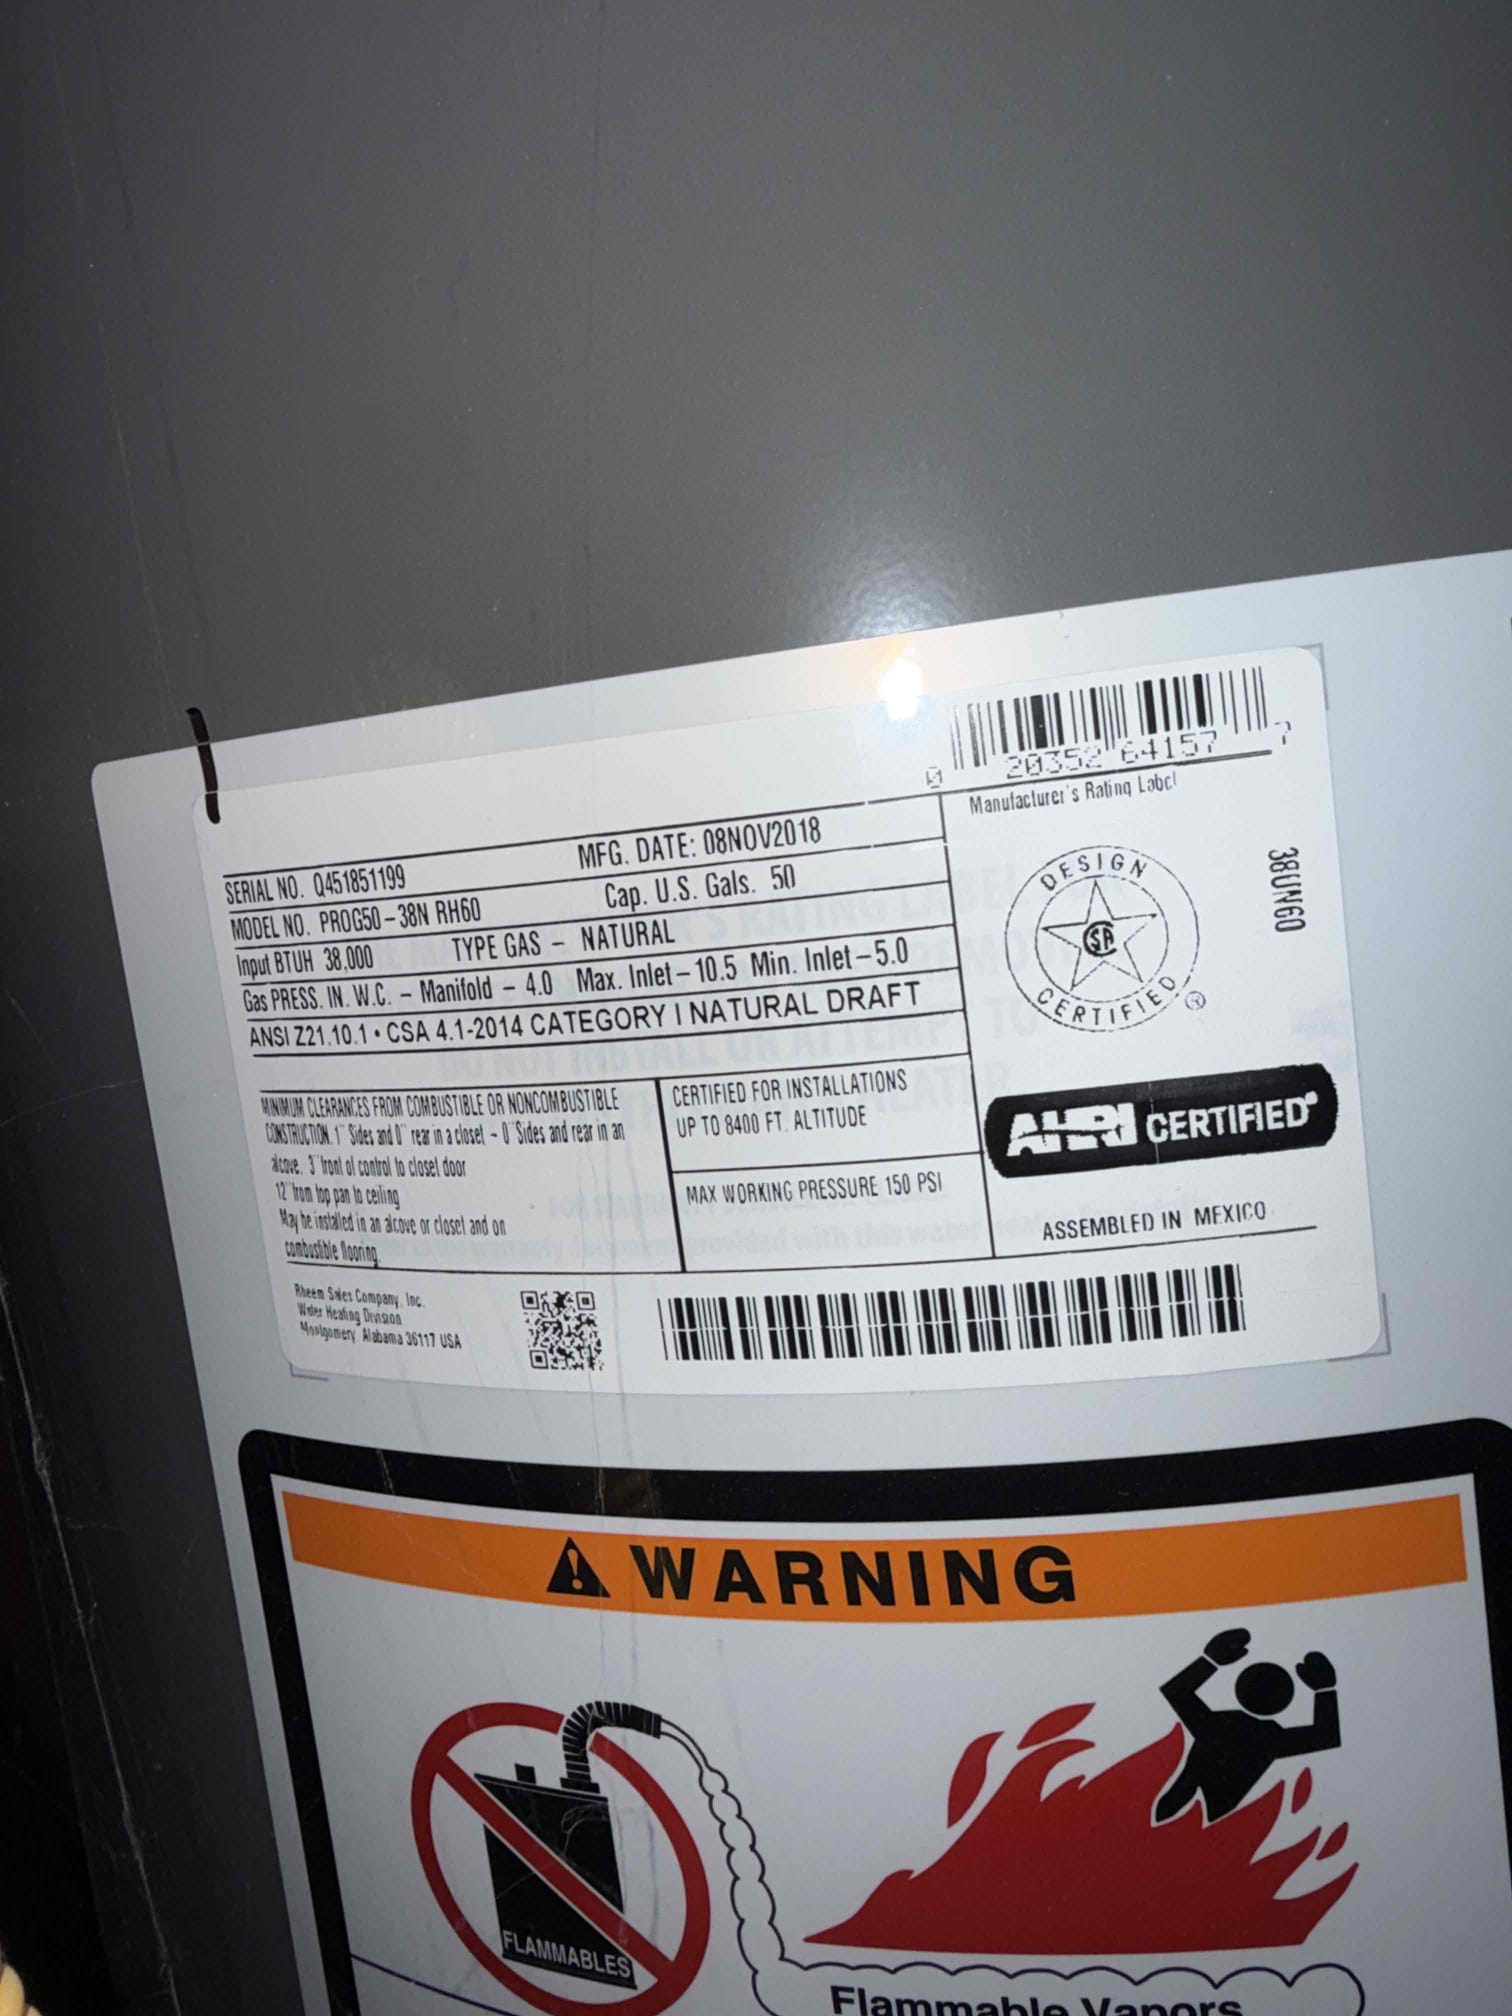 0 20352 64157 7
Manufacturer's Rating Label
SERIAL NO. Q451851199 MFG. DATE: 08NOV2018
MODEL NO. PROG50-38N RH60 Cap. U.S. Gals. 50
Input BTUH 38,000 TYPE GAS - NATURAL
Gas PRESS. IN. W.C. - Manifold - 4.0 Max. Inlet - 10.5 Min. Inlet - 5.0
ANSI Z21.10.1 • CSA 4.1-2014 CATEGORY I NATURAL DRAFT
DESIGN
CSA
CERTIFIED ®
38UN60
MINIMUM CLEARANCES FROM COMBUSTIBLE OR NONCOMBUSTIBLE
CONSTRUCTION. 1" Sides and 0" rear in a closet - 0" Sides and rear in an
alcove. 3" front of control to closet door
12" from top pan to ceiling
May be installed in an alcove or closet and on
combustible flooring.
CERTIFIED FOR INSTALLATIONS
UP TO 8400 FT. ALTITUDE
MAX WORKING PRESSURE 150 PSI
AHRI CERTIFIED®
ASSEMBLED IN MEXICO
Rheem Sales Company, Inc.
Water Heating Division
Montgomery Alabama 36117 USA
WARNING
FLAMMABLES
Flammable Vapors